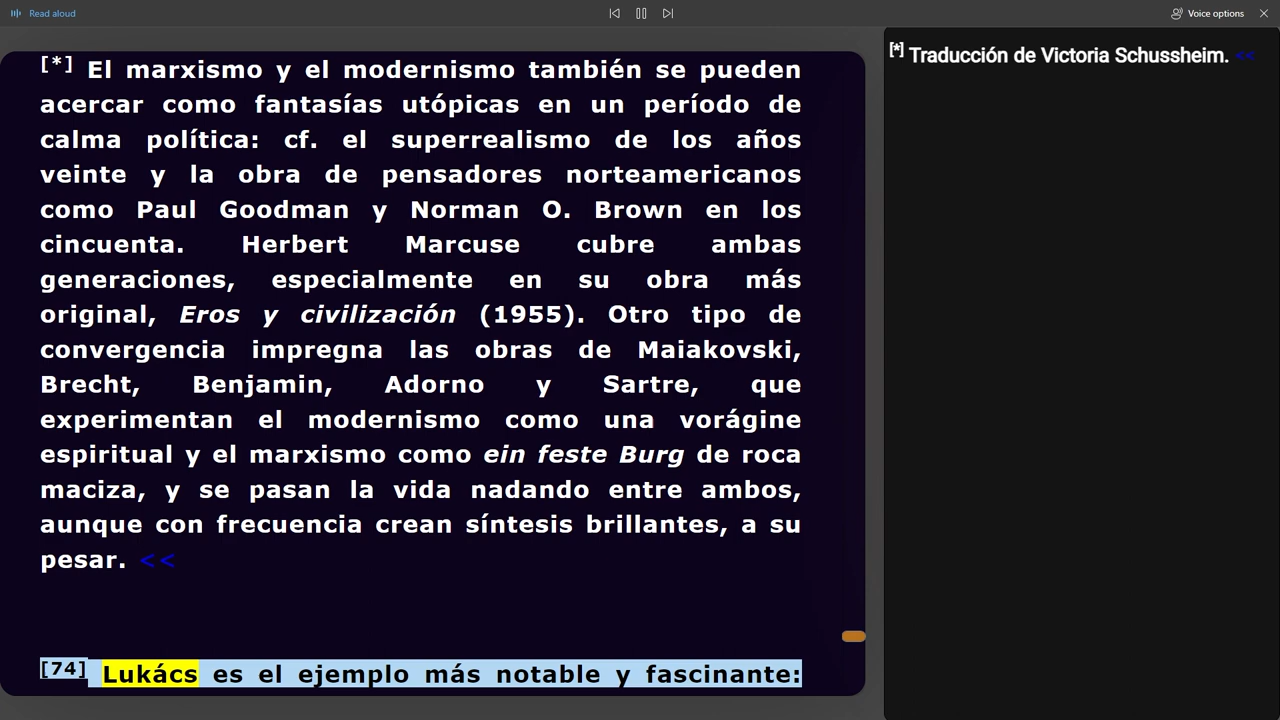 Read aloud
Voice options
[*] El marxismo y el modernismo también se pueden
acercar como fantasías utópicas en un período de
calma política: cf. el superrealismo de los años
veinte y la obra de pensadores norteamericanos
como Paul Goodman y Norman O. Brown en los
cincuenta. Herbert Marcuse cubre ambas
generaciones, especialmente en su obra más
original, Eros y civilización (1955). Otro tipo de
convergencia impregna las obras de Maiakovski,
Brecht, Benjamin, Adorno y Sartre, que
experimentan el modernismo como una vorágine
espiritual y el marxismo como ein feste Burg de roca
maciza, y se pasan la vida nadando entre ambos,
aunque con frecuencia crean síntesis brillantes, a su
pesar. <<
[74] Lukács es el ejemplo más notable y fascinante:
[*] Traducción de Victoria Schussheim. <<